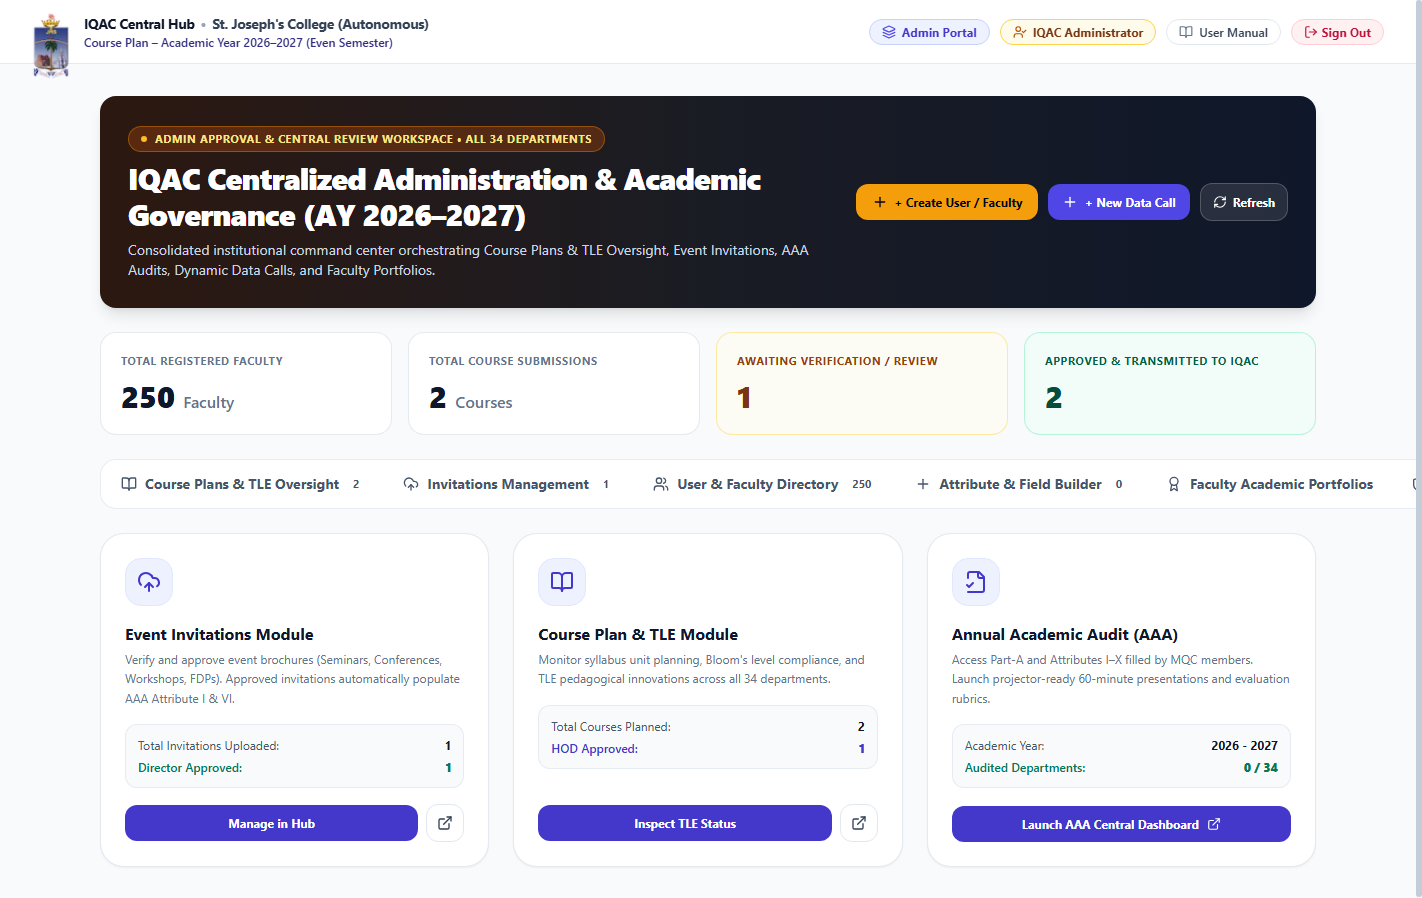 IQAC Central Hub • St. Joseph's College (Autonomous)
Course Plan – Academic Year 2026–2027 (Even Semester)
Admin Portal
IQAC Administrator
User Manual
Sign Out
ADMIN APPROVAL & CENTRAL REVIEW WORKSPACE • ALL 34 DEPARTMENTS
IQAC Centralized Administration & Academic
Governance (AY 2026–2027)
Consolidated institutional command center orchestrating Course Plans & TLE Oversight, Event Invitations, AAA
Audits, Dynamic Data Calls, and Faculty Portfolios.
+ Create User / Faculty
+ New Data Call
Refresh
TOTAL REGISTERED FACULTY
250 Faculty
TOTAL COURSE SUBMISSIONS
2 Courses
AWAITING VERIFICATION / REVIEW
1
APPROVED & TRANSMITTED TO IQAC
2
Course Plans & TLE Oversight 2
Invitations Management 1
User & Faculty Directory 250
Attribute & Field Builder 0
Faculty Academic Portfolios
Event Invitations Module
Verify and approve event brochures (Seminars, Conferences,
Workshops, FDPs). Approved invitations automatically populate
AAA Attribute I & VI.
Total Invitations Uploaded: 1
Director Approved: 1
Manage in Hub
Course Plan & TLE Module
Monitor syllabus unit planning, Bloom's level compliance, and
TLE pedagogical innovations across all 34 departments.
Total Courses Planned: 2
HOD Approved: 1
Inspect TLE Status
Annual Academic Audit (AAA)
Access Part-A and Attributes I–X filled by MQC members.
Launch projector-ready 60-minute presentations and evaluation
rubrics.
Academic Year: 2026 - 2027
Audited Departments: 0 / 34
Launch AAA Central Dashboard